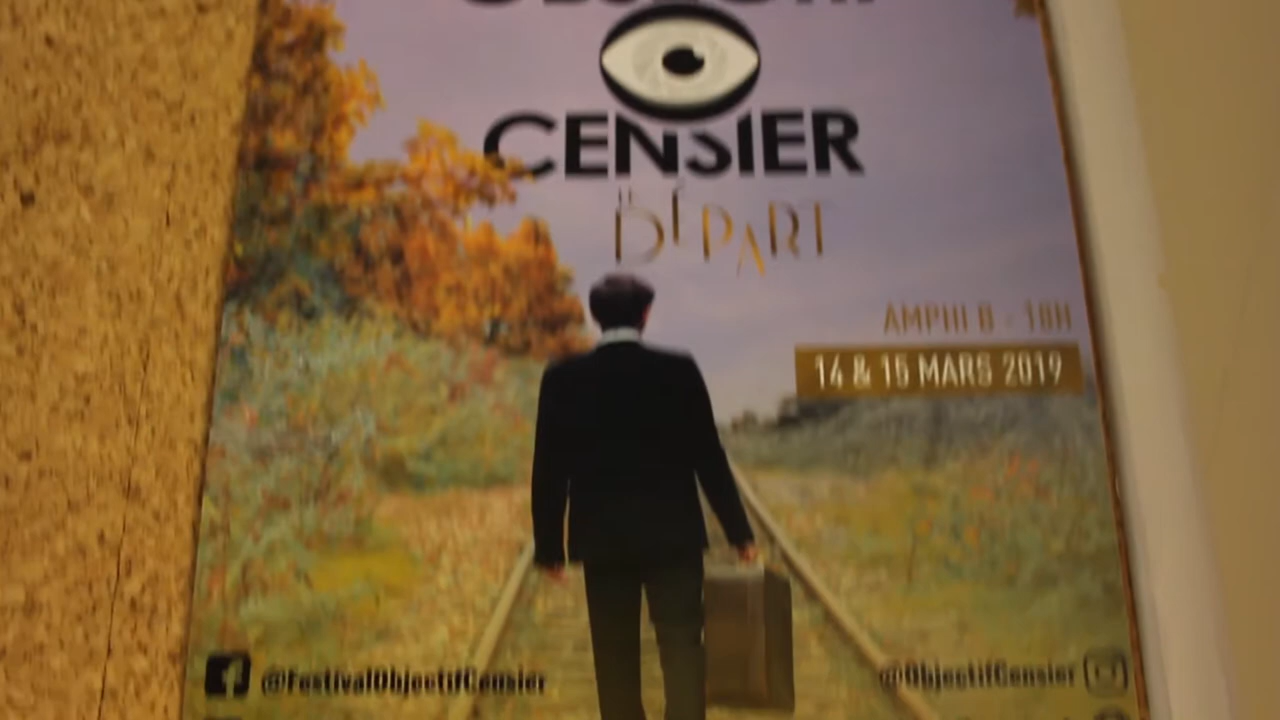 CENSIER
DÉPART
AMPHI B - 18H
14 & 15 MARS 2019
@FestivalObjectifCensier
@ObjectifCensier